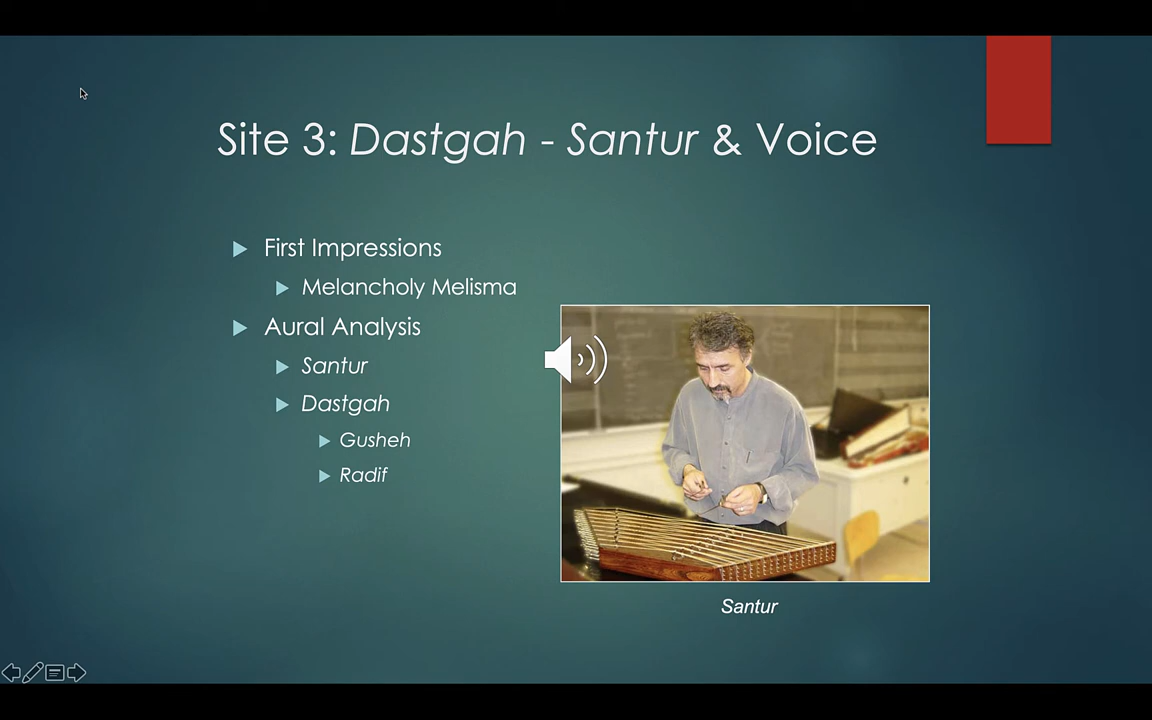 Site 3: Dastgah - Santur & Voice
First Impressions
Melancholy Melisma
Aural Analysis
Santur
Dastgah
Gusheh
Radif
Santur